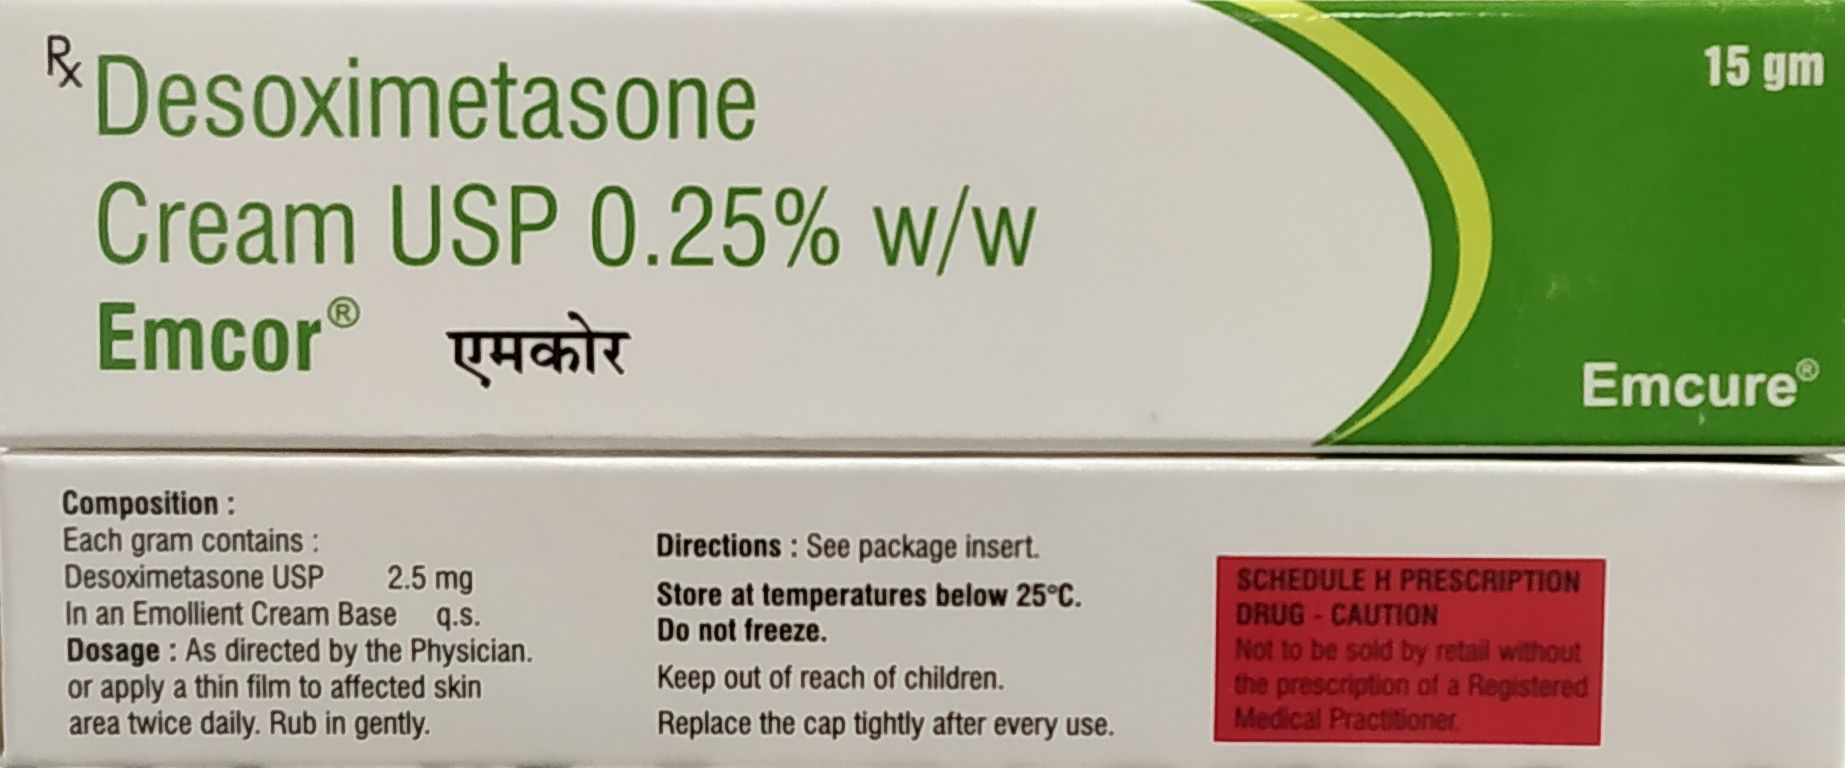 Rx Desoximetasone
Cream USP 0.25% w/w
Emcor® एमकोर
15 gm
Emcure®
Composition :
Each gram contains :
Desoximetasone USP 2.5 mg
In an Emollient Cream Base q.s.
Dosage : As directed by the Physician.
or apply a thin film to affected skin
area twice daily. Rub in gently.
Directions : See package insert.
Store at temperatures below 25°C.
Do not freeze.
Keep out of reach of children.
Replace the cap tightly after every use.
SCHEDULE H PRESCRIPTION
DRUG - CAUTION
Not to be sold by retail without
the prescription of a Registered
Medical Practitioner.